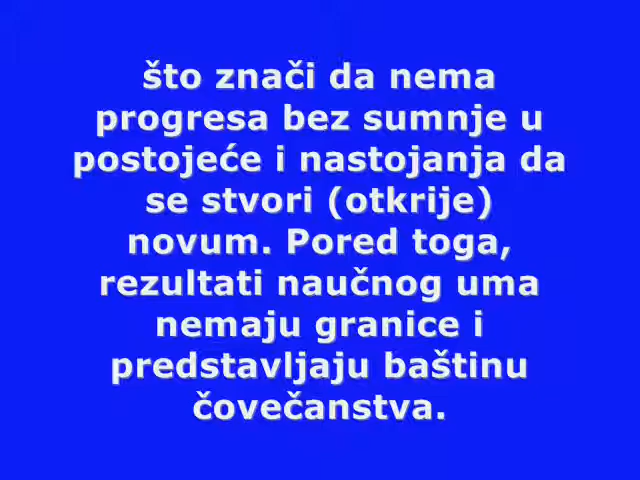 što znači da nema
progresa bez sumnje u
postojeće i nastojanja da
se stvori (otkrije)
novum. Pored toga,
rezultati naučnog uma
nemaju granice i
predstavljaju baštinu
čovečanstva.